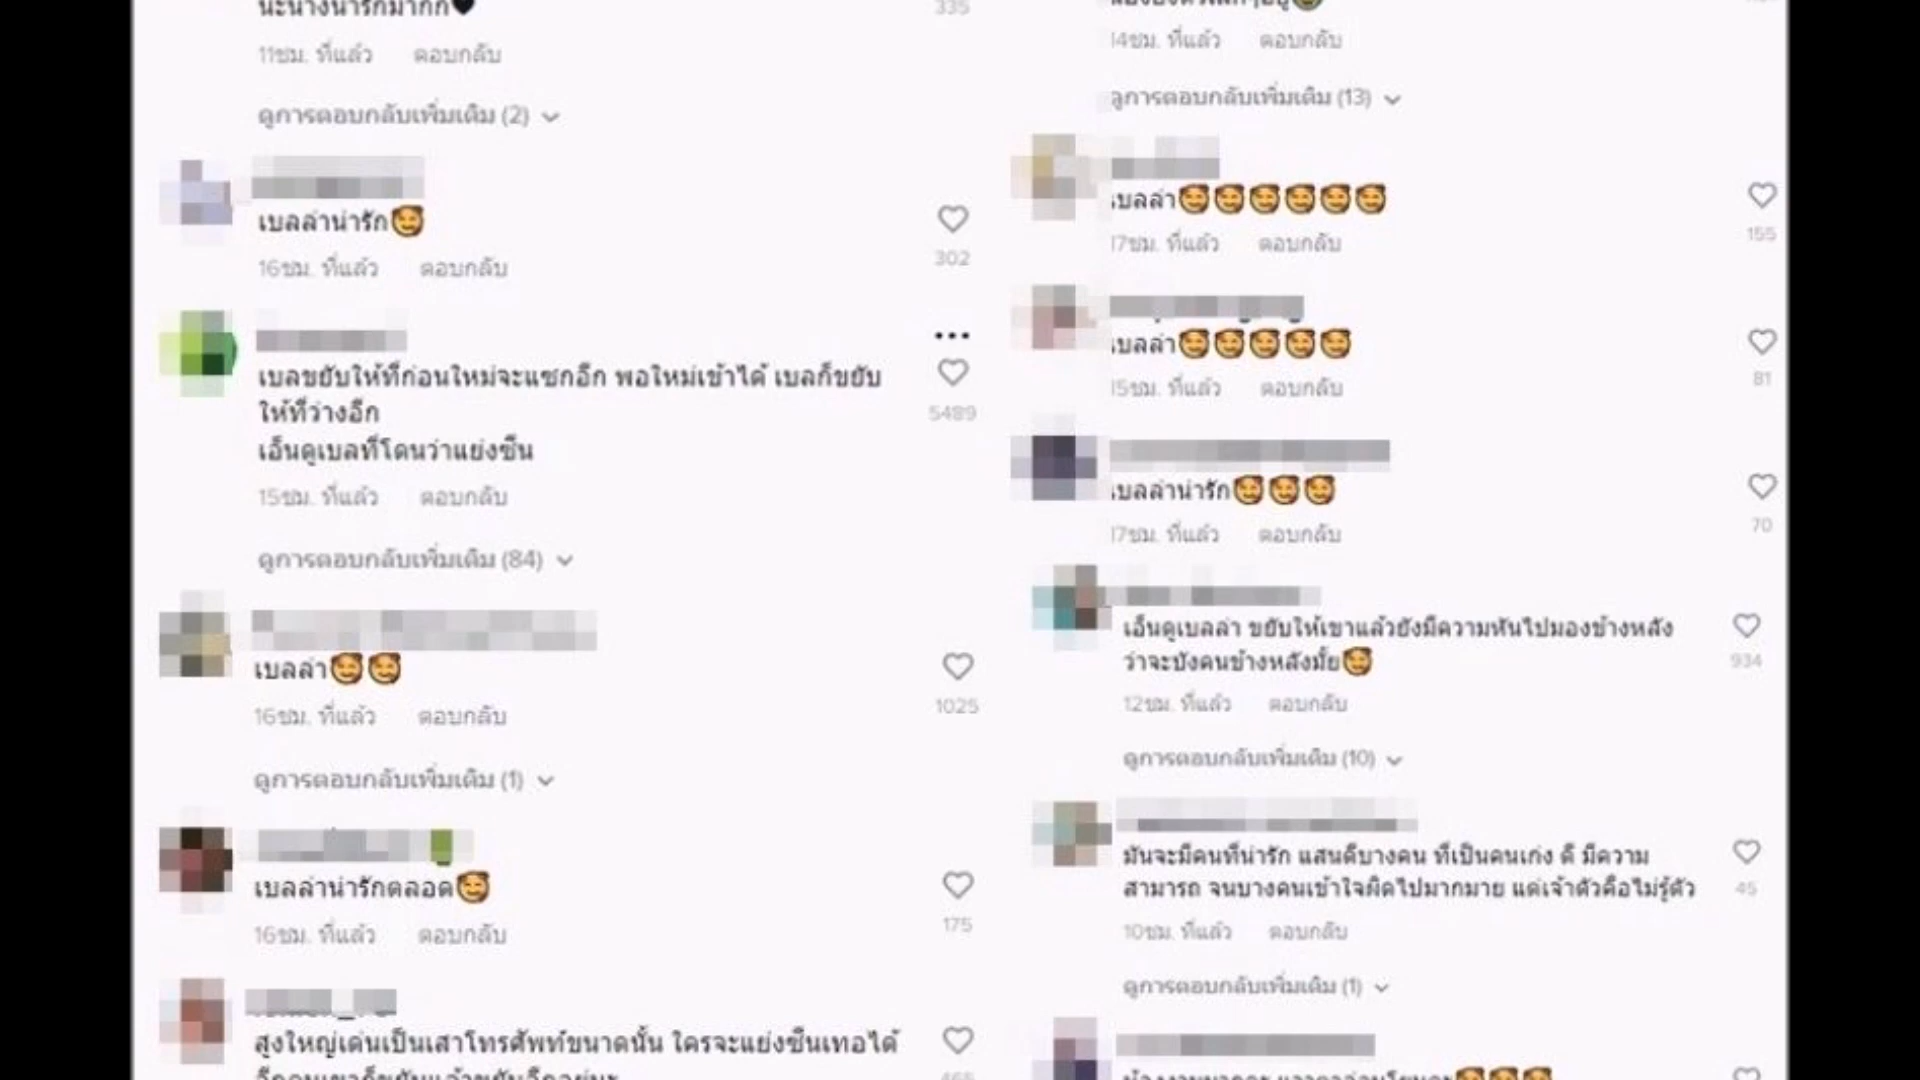 นะนางน่ารักมากก
335
11ชม. ที่แล้ว ตอบกลับ
ดูการตอบกลับเพิ่มเติม (2)
เบลล่าน่ารัก🥰
302
16ชม. ที่แล้ว ตอบกลับ
เบลขยับให้ที่ก่อนใหม่จะแซกอีก พอใหม่เข้าได้ เบลก็ขยับ
ให้ที่ว่างอีก
5489
เอ็นดูเบลที่โดนว่าแย่งซีน
15ชม. ที่แล้ว ตอบกลับ
ดูการตอบกลับเพิ่มเติม (84)
เบลล่า🥰🥰
1025
16ชม. ที่แล้ว ตอบกลับ
ดูการตอบกลับเพิ่มเติม (1)
เบลล่าน่ารักตลอด🥰
175
16ชม. ที่แล้ว ตอบกลับ
สูงใหญ่เด่นเป็นเสาโทรศัพท์ขนาดนั้น ใครจะแย่งซีนเทอได้
14ชม. ที่แล้ว ตอบกลับ
ดูการตอบกลับเพิ่มเติม (13)
เบลล่า🥰🥰🥰🥰🥰🥰
155
17ชม. ที่แล้ว ตอบกลับ
เบลล่า🥰🥰🥰🥰🥰
81
15ชม. ที่แล้ว ตอบกลับ
เบลล่าน่ารัก🥰🥰🥰
70
17ชม. ที่แล้ว ตอบกลับ
เอ็นดูเบลล่า ขยับให้เขาแล้วยังมีความหันไปมองข้างหลัง
ว่าจะบังคนข้างหลังมั้ย🥰
934
12ชม. ที่แล้ว ตอบกลับ
ดูการตอบกลับเพิ่มเติม (10)
มันจะมีคนที่น่ารัก แสนดีบางคน ที่เป็นคนเก่ง ดี มีความ
สามารถ จนบางคนเข้าใจผิดไปมากมาย แต่เจ้าตัวคือไม่รู้ตัว
45
10ชม. ที่แล้ว ตอบกลับ
ดูการตอบกลับเพิ่มเติม (1)